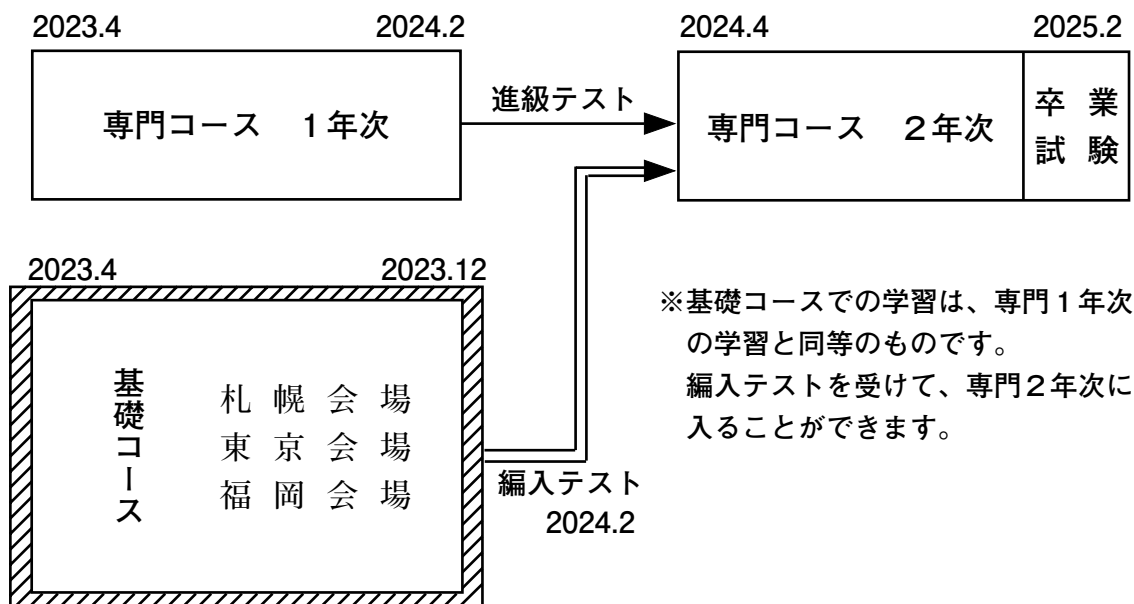 2023.4 2024.2
専門コース 1年次
進級テスト
2024.4 2025.2
専門コース 2年次
卒業
試験
2023.4 2023.12
基礎コース
札幌会場
東京会場
福岡会場
編入テスト
2024.2
※基礎コースでの学習は、専門1年次
の学習と同等のものです。
編入テストを受けて、専門2年次に
入ることができます。